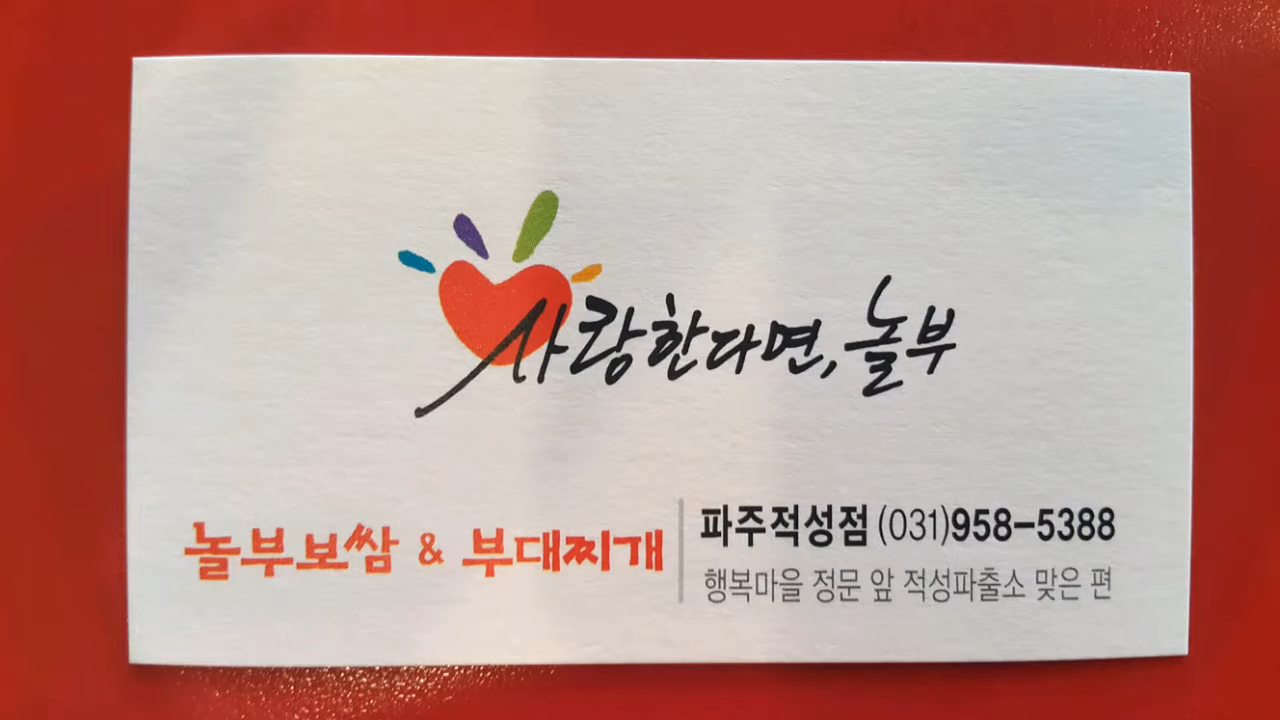 사랑한다면, 놀부
놀부보쌈 & 부대찌개
파주적성점 (031)958-5388
행복마을 정문 앞 적성파출소 맞은 편